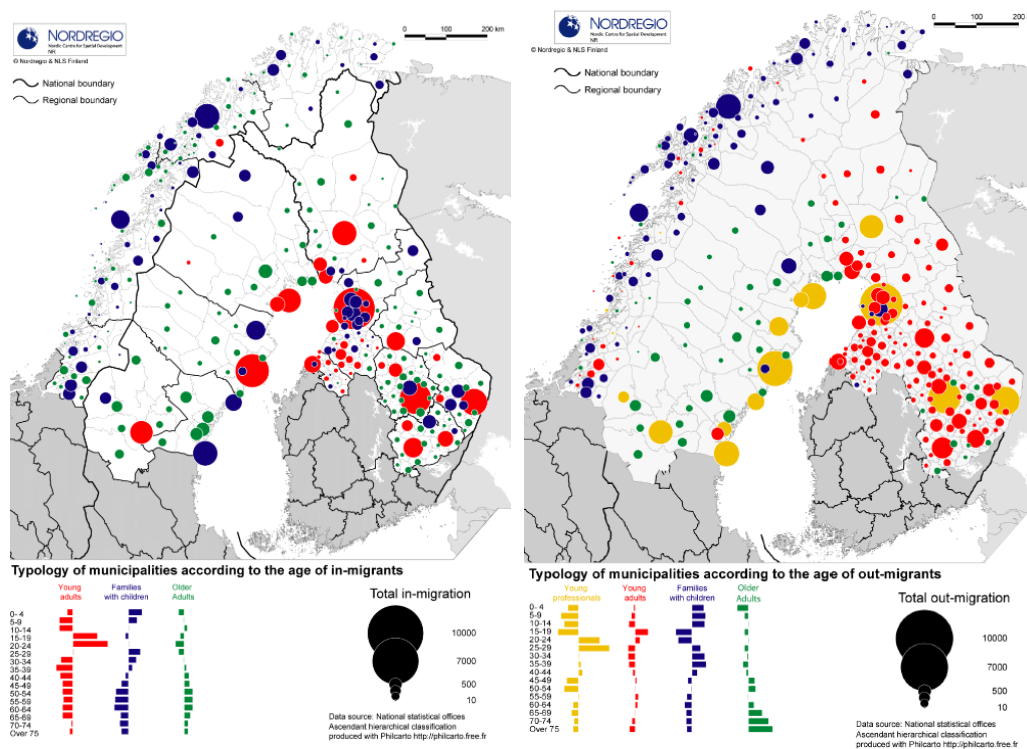 NORDREGIO
Nordic Centre for Spatial Development
NR
© Nordregio & NLS Finland
National boundary
Regional boundary
0 100 200 km
Typology of municipalities according to the age of in-migrants
Young adults
Families with children
Older Adults
0- 4
5-9
10-14
15-19
20-24
25-29
30-34
35-39
40-44
45-49
50-54
55-59
60-64
65-69
70-74
Over 75
Total in-migration
10000
7000
500
10
Data source: National statistical offices
Ascendant hierarchical classification
produced with Philcarto http://philcarto.free.fr
NORDREGIO
Nordic Centre for Spatial Development
NR
© Nordregio & NLS Finland
National boundary
Regional boundary
0 100 200
Typology of municipalities according to the age of out-migrants
Young professionals
Young adults
Families with children
Older Adults
0- 4
5-9
10-14
15-19
20-24
25-29
30-34
35-39
40-44
45-49
50-54
55-59
60-64
65-69
70-74
Over 75
Total out-migration
10000
7000
500
10
Data source: National statistical offices
Ascendant hierarchical classification
produced with Philcarto http://philcarto.free.fr